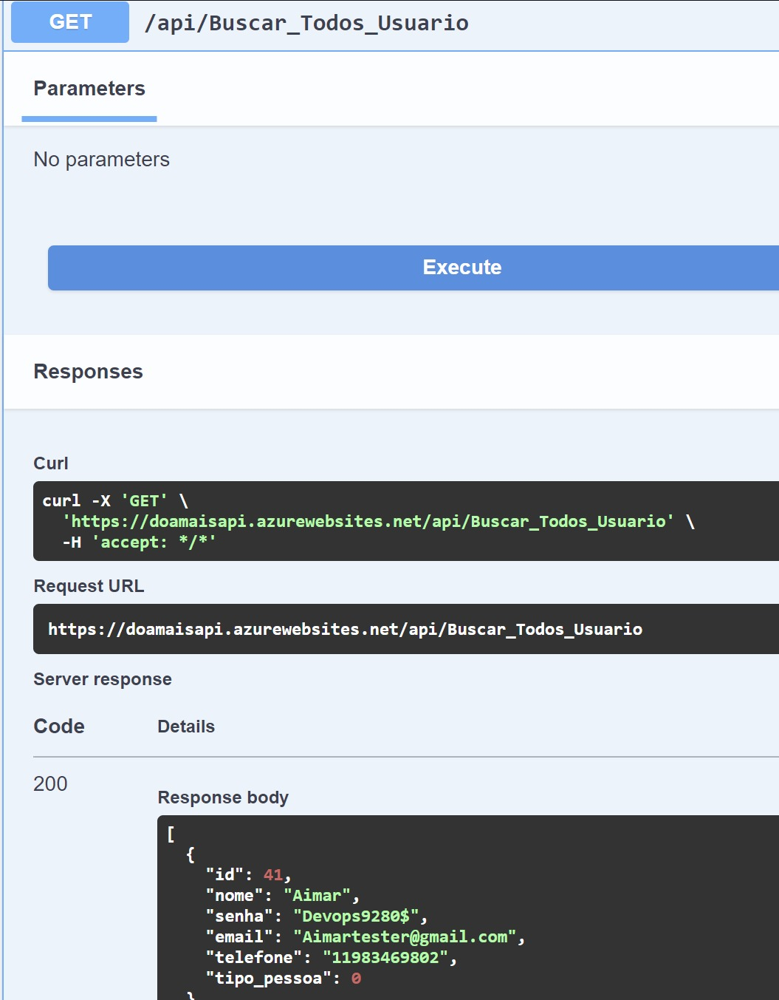 GET /api/Buscar_Todos_Usuario
Parameters
No parameters
Execute
Responses
Curl
curl -X 'GET' \
  'https://doamaisapi.azurewebsites.net/api/Buscar_Todos_Usuario' \
  -H 'accept: */*'
Request URL
https://doamaisapi.azurewebsites.net/api/Buscar_Todos_Usuario
Server response
Code Details
200
Response body
[
  {
    "id": 41,
    "nome": "Aimar",
    "senha": "Devops9280$",
    "email": "Aimartester@gmail.com",
    "telefone": "11983469802",
    "tipo_pessoa": 0
  }